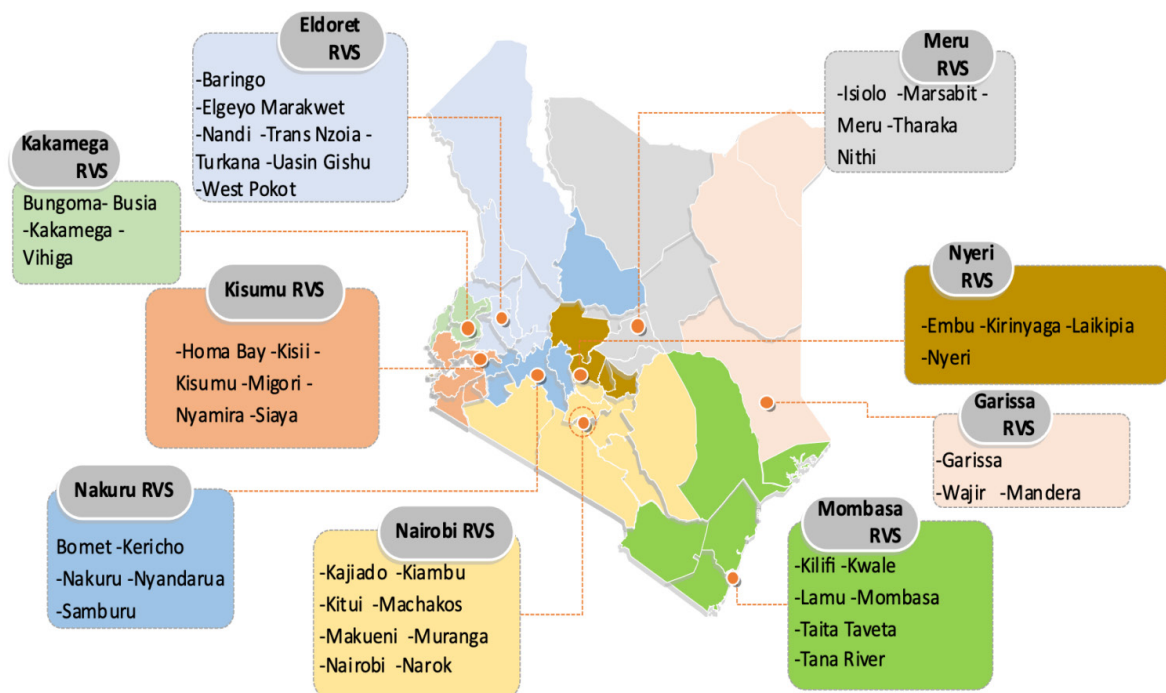 Eldoret
RVS
-Baringo
-Elgeyo Marakwet
-Nandi -Trans Nzoia -
Turkana -Uasin Gishu
-West Pokot
Meru
RVS
-Isiolo -Marsabit -
Meru -Tharaka
Nithi
Kakamega
RVS
Bungoma- Busia
-Kakamega -
Vihiga
Kisumu RVS
-Homa Bay -Kisii -
Kisumu -Migori -
Nyamira -Siaya
Nyeri
RVS
-Embu -Kirinyaga -Laikipia
-Nyeri
Garissa
RVS
-Garissa
-Wajir -Mandera
Nakuru RVS
Bomet -Kericho
-Nakuru -Nyandarua
-Samburu
Nairobi RVS
-Kajiado -Kiambu
-Kitui -Machakos
-Makueni -Muranga
-Nairobi -Narok
Mombasa
RVS
-Kilifi -Kwale
-Lamu -Mombasa
-Taita Taveta
-Tana River